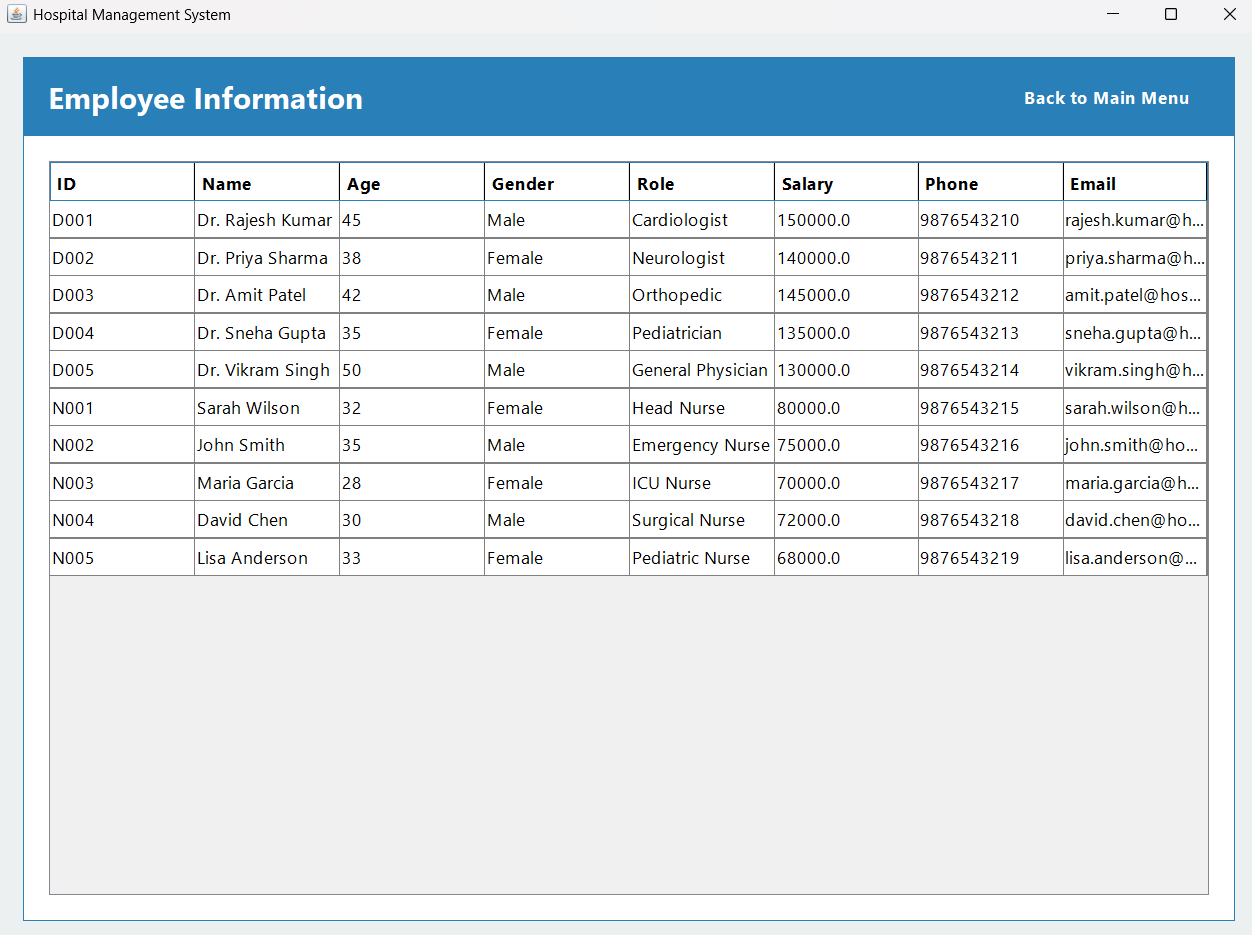 Hospital Management System
Employee Information Back to Main Menu
ID Name Age Gender Role Salary Phone Email
D001 Dr. Rajesh Kumar 45 Male Cardiologist 150000.0 9876543210 rajesh.kumar@h...
D002 Dr. Priya Sharma 38 Female Neurologist 140000.0 9876543211 priya.sharma@h...
D003 Dr. Amit Patel 42 Male Orthopedic 145000.0 9876543212 amit.patel@hos...
D004 Dr. Sneha Gupta 35 Female Pediatrician 135000.0 9876543213 sneha.gupta@h...
D005 Dr. Vikram Singh 50 Male General Physician 130000.0 9876543214 vikram.singh@h...
N001 Sarah Wilson 32 Female Head Nurse 80000.0 9876543215 sarah.wilson@h...
N002 John Smith 35 Male Emergency Nurse 75000.0 9876543216 john.smith@ho...
N003 Maria Garcia 28 Female ICU Nurse 70000.0 9876543217 maria.garcia@h...
N004 David Chen 30 Male Surgical Nurse 72000.0 9876543218 david.chen@ho...
N005 Lisa Anderson 33 Female Pediatric Nurse 68000.0 9876543219 lisa.anderson@...